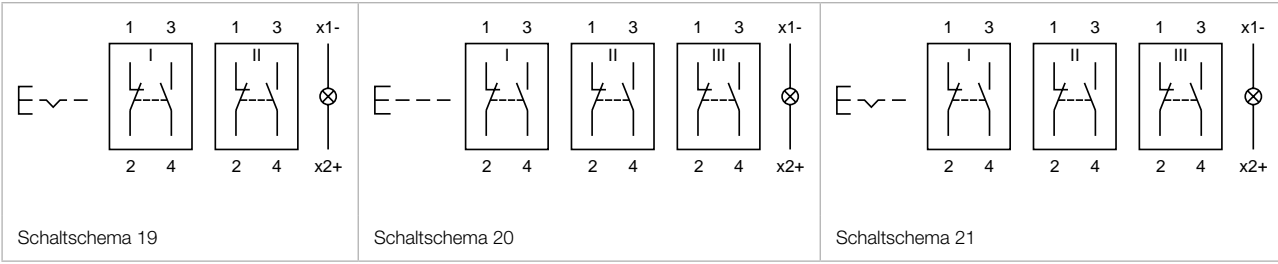 1 3 1 3 x1-
I II
2 4 2 4 x2+
Schaltschema 19
1 3 1 3 1 3 x1-
I II III
2 4 2 4 2 4 x2+
Schaltschema 20
1 3 1 3 1 3 x1-
I II III
2 4 2 4 2 4 x2+
Schaltschema 21